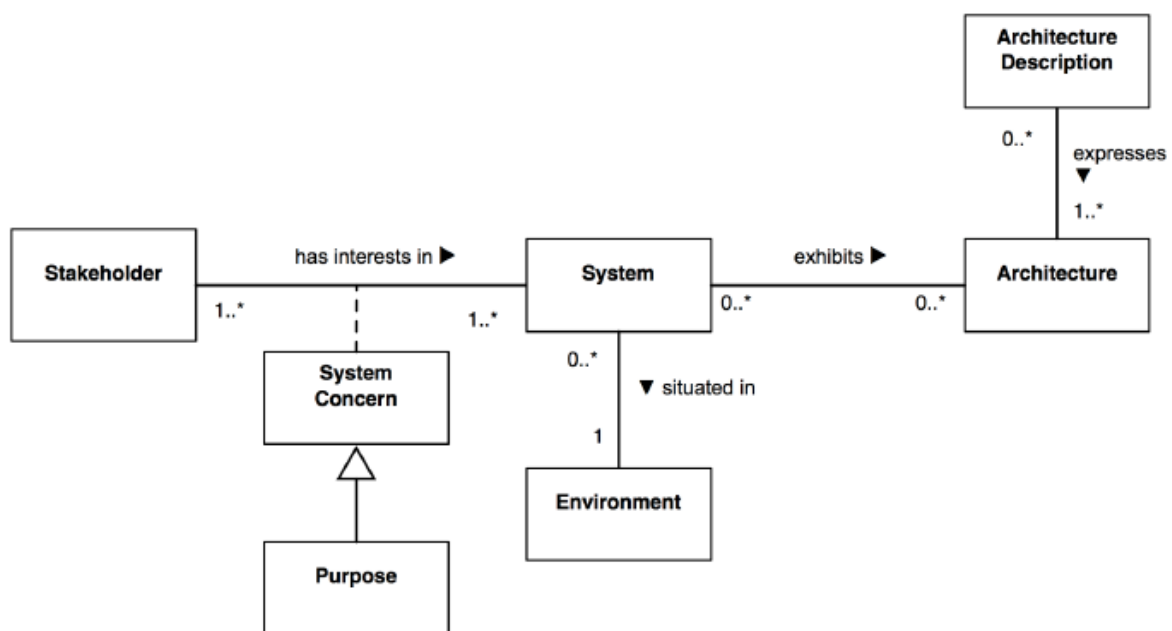 Architecture
Description
0..*
expresses
▼
1..*
Stakeholder
has interests in ▶
System
exhibits ▶
Architecture
1..*
1..*
0..*
0..*
System
Concern
0..*
▼ situated in
1
Environment
Purpose